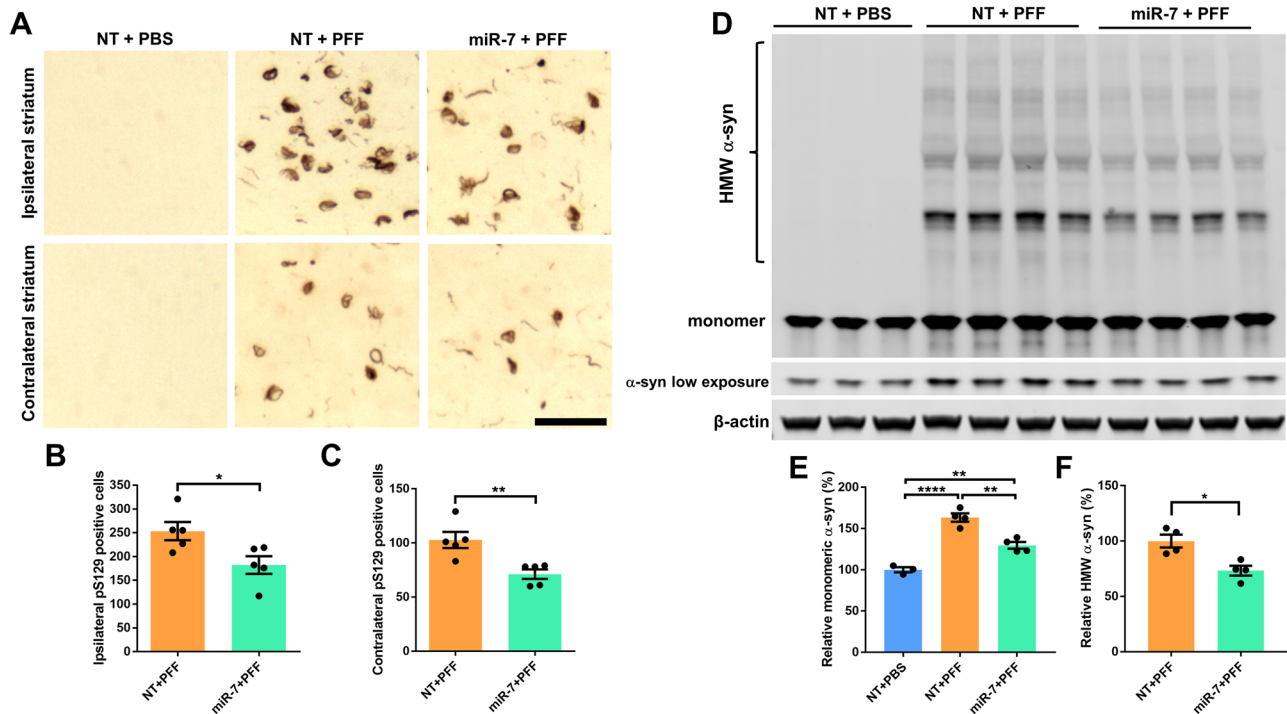 A
NT + PBS
NT + PFF
miR-7 + PFF
Ipsilateral striatum
Contralateral striatum
B
Ipsilateral pS129 positive cells
350
300
250
200
150
100
50
0
*
NT+PFF
miR-7+PFF
C
Contralateral pS129 positive cells
150
100
50
0
**
NT+PFF
miR-7+PFF
D
NT + PBS
NT + PFF
miR-7 + PFF
HMW α-syn
monomer
α-syn low exposure
β-actin
E
Relative monomeric α-syn (%)
200
150
100
50
0
**
****
**
NT+PBS
NT+PFF
miR-7+PFF
F
Relative HMW α-syn (%)
150
100
50
0
*
NT+PFF
miR-7+PFF